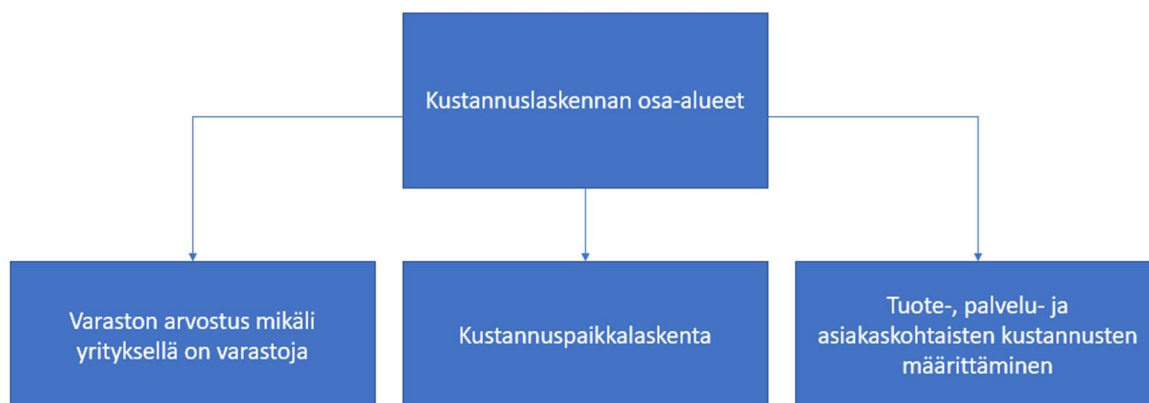 Kustannuslaskennan osa-alueet
Varaston arvostus mikäli
yrityksellä on varastoja
Kustannuspaikkalaskenta
Tuote-, palvelu- ja
asiakaskohtaisten kustannusten
määrittäminen